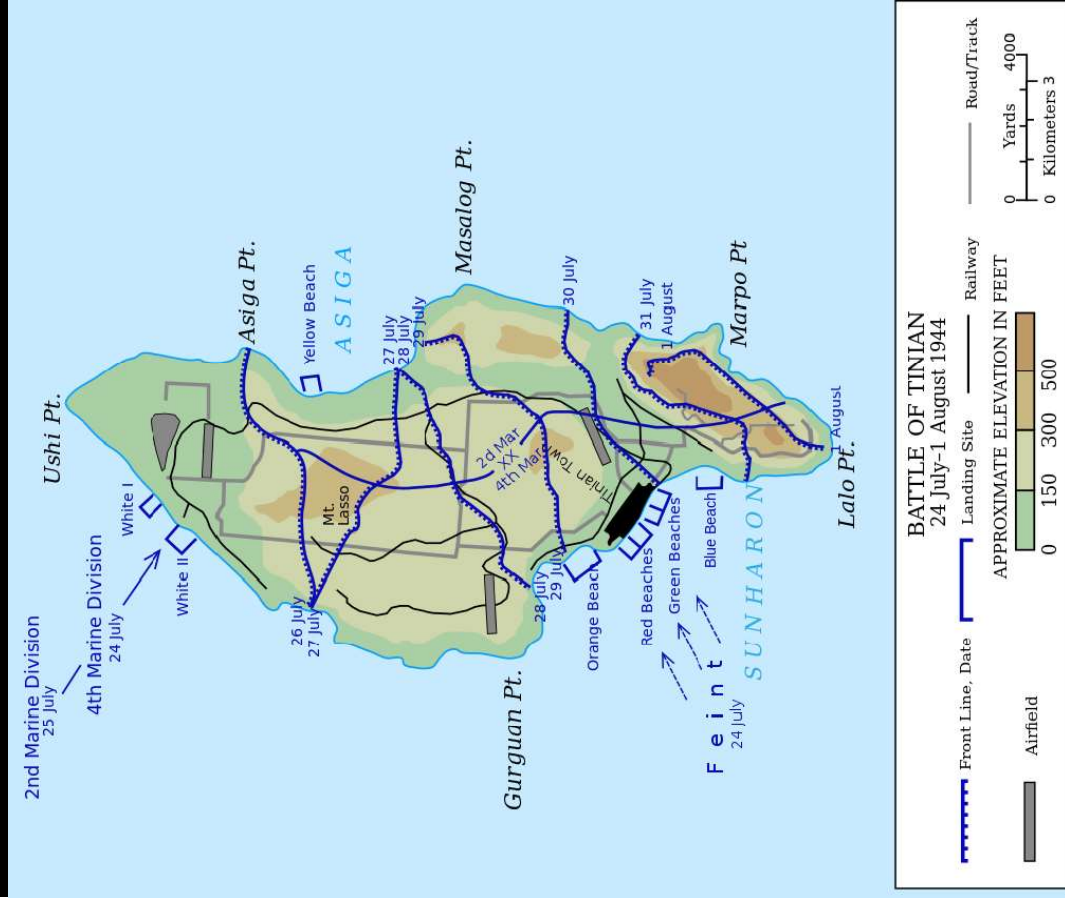 2nd Marine Division
25 July
4th Marine Division
24 July
Ushi Pt.
White I
White II
Asiga Pt.
Yellow Beach
ASIGA
Mt.
Lasso
26 July
27 July
27 July
28 July
29 July
Masalog Pt.
2d Mar
XX
4th Mar
Tinian Town
Gurguan Pt.
28 July
29 July
30 July
Orange Beach
Red Beaches
Green Beaches
Blue Beach
Feint
24 July
SUNHARON
31 July
1 August
Marpo Pt
1 August
Lalo Pt.
BATTLE OF TINIAN
24 July–1 August 1944
Front Line, Date
Landing Site
Railway
Road/Track
Airfield
APPROXIMATE ELEVATION IN FEET
0 150 300 500
Yards
0 4000
0 Kilometers 3